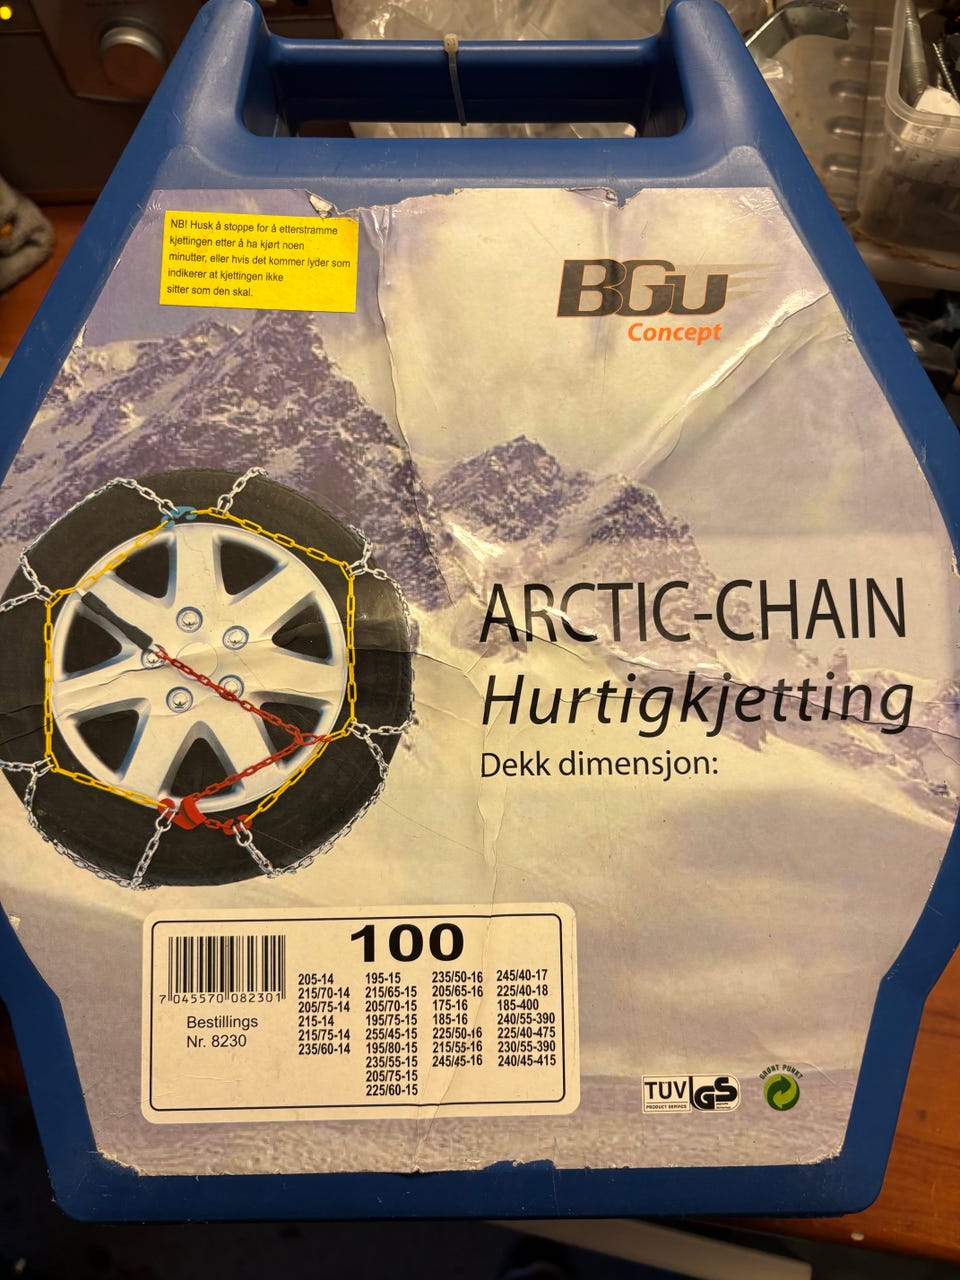 NB! Husk å stoppe for å etterstramme
kjettingen etter å ha kjørt noen
minutter, eller hvis det kommer lyder som
indikerer at kjettingen ikke
sitter som den skal.
BGU
Concept
ARCTIC-CHAIN
Hurtigkjetting
Dekk dimensjon:
100
7 045570 082301
Bestillings
Nr. 8230
205-14
215/70-14
205/75-14
215-14
215/75-14
235/60-14
195-15
215/65-15
205/70-15
195/75-15
255/45-15
195/80-15
235/55-15
205/75-15
225/60-15
235/50-16
205/65-16
175-16
185-16
225/50-16
215/55-16
245/45-16
245/40-17
225/40-18
185-400
240/55-390
225/40-475
230/55-390
240/45-415
TÜV
PRODUCT SERVICE
GS
GRØNT PUNKT